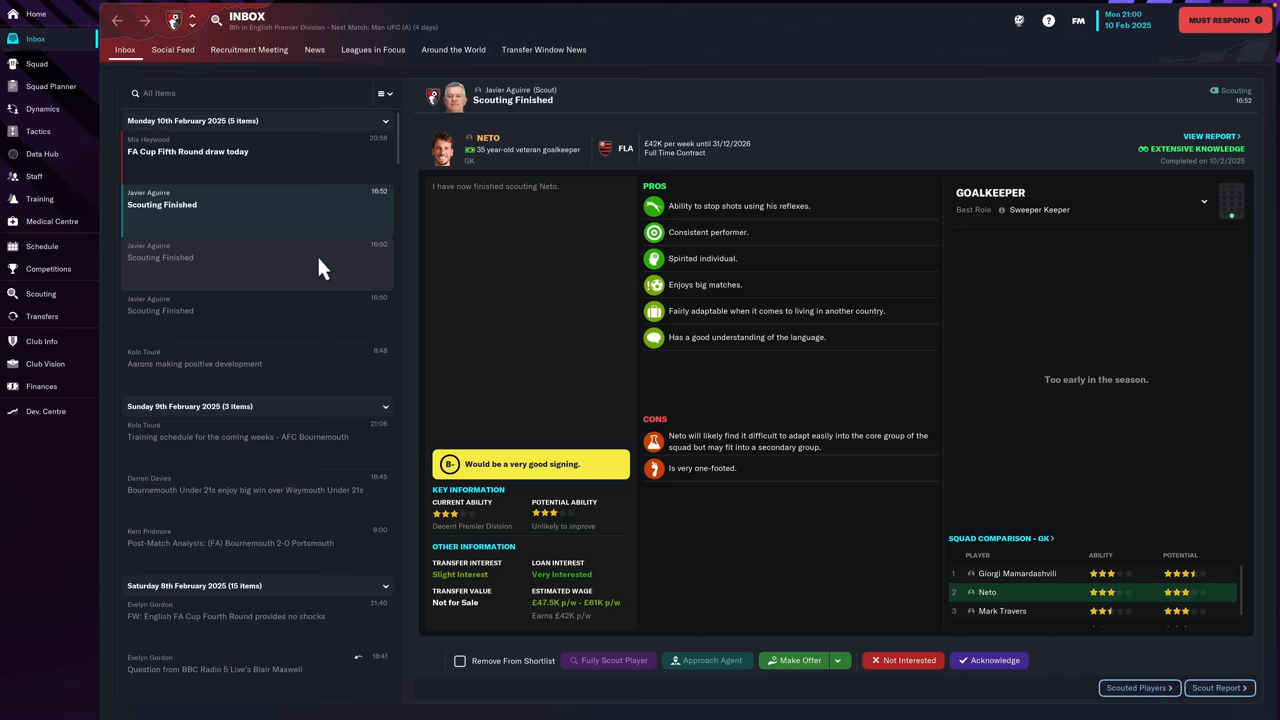 Home
Inbox
Squad
Squad Planner
Dynamics
Tactics
Data Hub
Staff
Training
Medical Centre
Schedule
Competitions
Scouting
Transfers
Club Info
Club Vision
Finances
Dev. Centre
INBOX
8th in English Premier Division - Next Match: Man UFC (A) (4 days)
FM
Mon 21:00
10 Feb 2025
MUST RESPOND
Inbox
Social Feed
Recruitment Meeting
News
Leagues in Focus
Around the World
Transfer Window News
All Items
Monday 10th February 2025 (5 items)
Mia Heywood 20:58
FA Cup Fifth Round draw today
Javier Aguirre 16:52
Scouting Finished
Javier Aguirre 16:50
Scouting Finished
Javier Aguirre 16:50
Scouting Finished
Kolo Touré 8:48
Aarons making positive development
Sunday 9th February 2025 (3 items)
Kolo Touré 21:06
Training schedule for the coming weeks - AFC Bournemouth
Darren Davies 16:45
Bournemouth Under 21s enjoy big win over Weymouth Under 21s
Kem Pridmore 9:00
Post-Match Analysis: (FA) Bournemouth 2-0 Portsmouth
Saturday 8th February 2025 (15 items)
Evelyn Gordon 21:40
FW: English FA Cup Fourth Round provides no shocks
Evelyn Gordon 18:41
Question from BBC Radio 5 Live's Blair Maxwell
Javier Aguirre (Scout)
Scouting Finished
Scouting
16:52
NETO
35 year-old veteran goalkeeper
GK
FLA
£42K per week until 31/12/2026
Full Time Contract
VIEW REPORT
EXTENSIVE KNOWLEDGE
Completed on 10/2/2025
I have now finished scouting Neto.
B- Would be a very good signing.
KEY INFORMATION
CURRENT ABILITY POTENTIAL ABILITY
Decent Premier Division Unlikely to improve
OTHER INFORMATION
TRANSFER INTEREST LOAN INTEREST
Slight Interest Very Interested
TRANSFER VALUE ESTIMATED WAGE
Not for Sale £47.5K p/w - £61K p/w
Earns £42K p/w
PROS
Ability to stop shots using his reflexes.
Consistent performer.
Spirited individual.
Enjoys big matches.
Fairly adaptable when it comes to living in another country.
Has a good understanding of the language.
CONS
Neto will likely find it difficult to adapt easily into the core group of the
squad but may fit into a secondary group.
Is very one-footed.
GOALKEEPER
Best Role Sweeper Keeper
Too early in the season.
SQUAD COMPARISON - GK
PLAYER ABILITY POTENTIAL
1 Giorgi Mamardashvili
2 Neto
3 Mark Travers
Remove From Shortlist
Fully Scout Player
Approach Agent
Make Offer
Not Interested
Acknowledge
Scouted Players
Scout Report